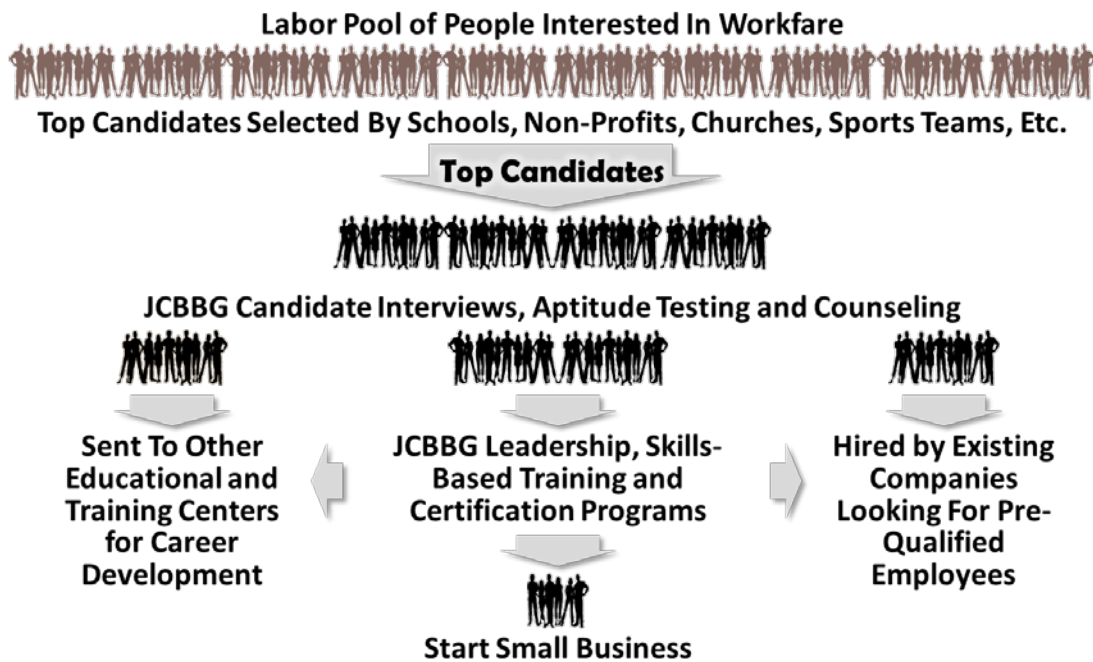 Labor Pool of People Interested In Workfare
Top Candidates Selected By Schools, Non-Profits, Churches, Sports Teams, Etc.
Top Candidates
JCBBG Candidate Interviews, Aptitude Testing and Counseling
Sent To Other
Educational and
Training Centers
for Career
Development
JCBBG Leadership, Skills-
Based Training and
Certification Programs
Hired by Existing
Companies
Looking For Pre-
Qualified
Employees
Start Small Business